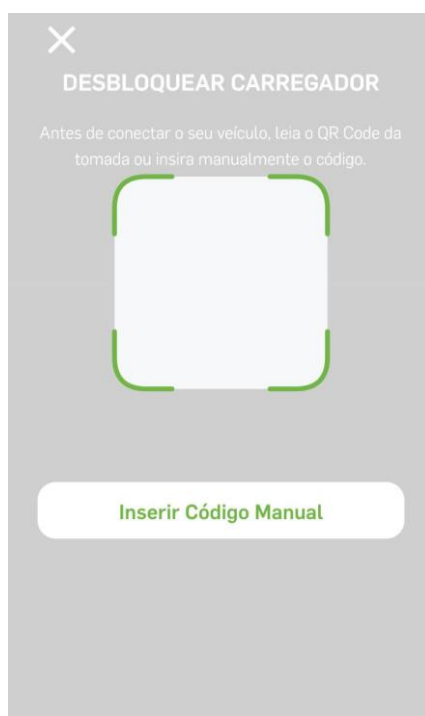 DESBLOQUEAR CARREGADOR
Antes de conectar o seu veículo, leia o QR Code da
tomada ou insira manualmente o código.
Inserir Código Manual